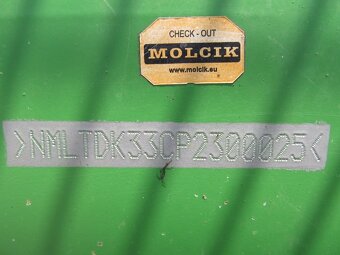 CHECK - OUT
MOLCIK
www.molcik.eu
>NMLTDK33CP2300025<